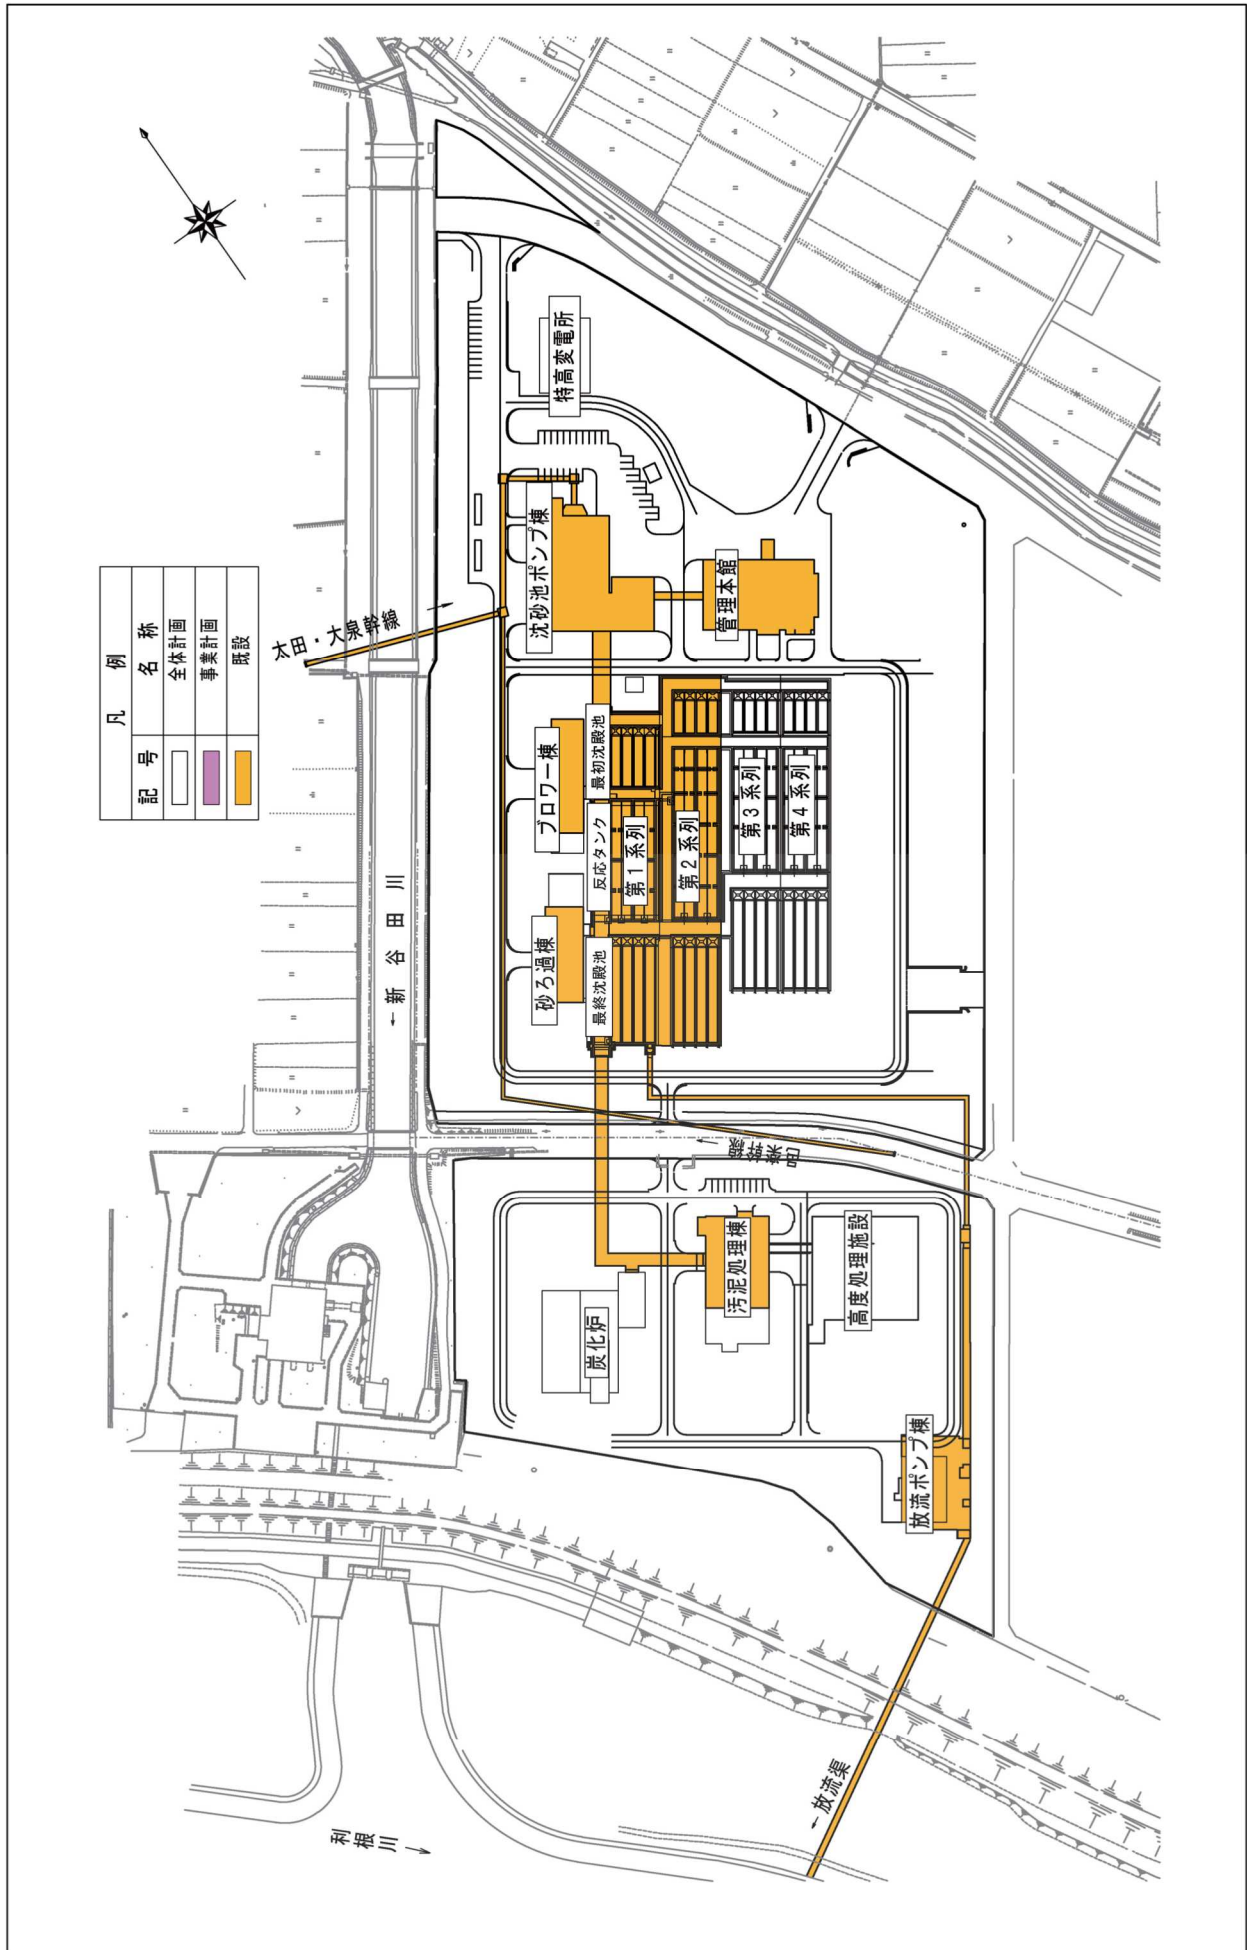 凡例
記号
名称
全体計画
事業計画
既設
太田・大泉幹線
←新谷田川
特高変電所
沈砂池ポンプ棟
管理本館
ブロワー棟
砂ろ過棟
最初沈殿池
反応タンク
最終沈殿池
第1系列
第2系列
第3系列
第4系列
邑楽幹線
炭化炉
汚泥処理棟
高度処理施設
放流ポンプ棟
←放流渠
利根川